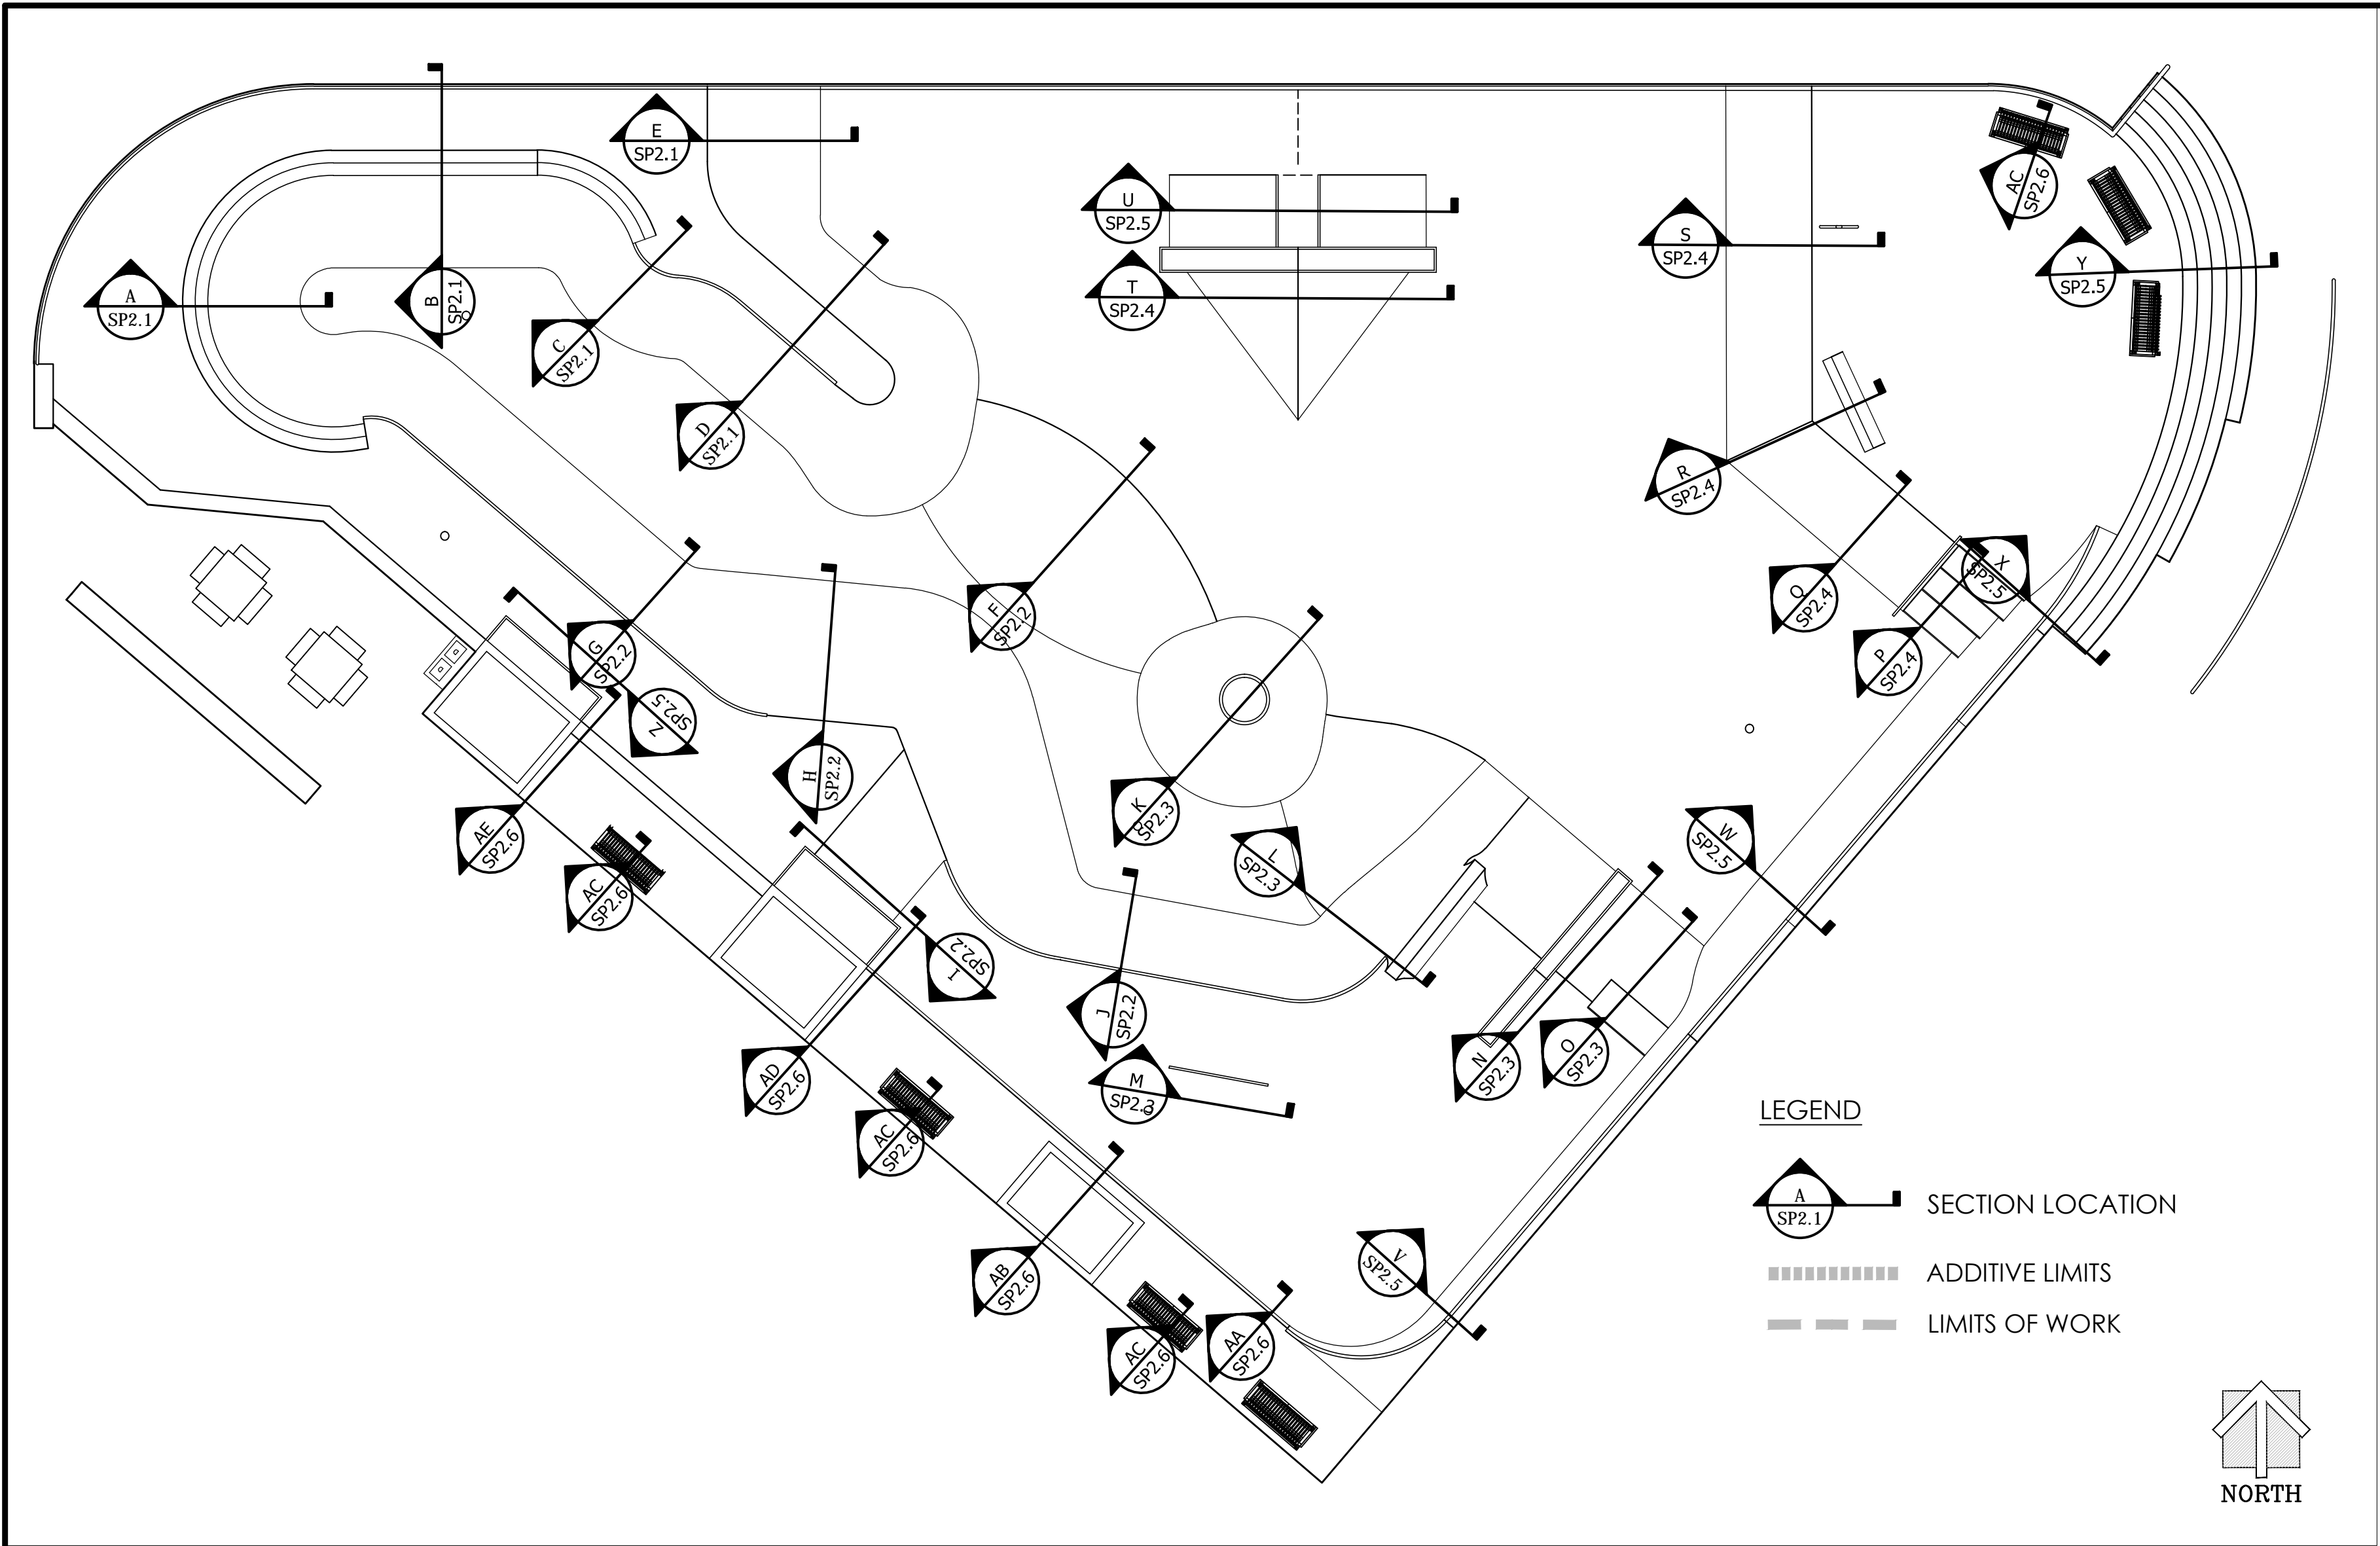 E
SP2.1
AC
SP2.6
U
SP2.5
S
SP2.4
Y
SP2.5
A
SP2.1
B
SP2.1
T
SP2.4
C
SP2.1
D
SP2.1
R
SP2.4
X
SP2.5
Q
SP2.4
F
SP2.2
G
SP2.2
P
SP2.4
Z
SP2.5
H
SP2.2
K
SP2.3
AE
SP2.6
L
SP2.3
W
SP2.5
AC
SP2.6
I
SP2.2
J
SP2.2
N
SP2.3
O
SP2.3
AD
SP2.6
M
SP2.3
AC
SP2.6
LEGEND
A
SP2.1
SECTION LOCATION
AB
SP2.6
V
SP2.5
ADDITIVE LIMITS
LIMITS OF WORK
AC
SP2.6
AA
SP2.6
NORTH